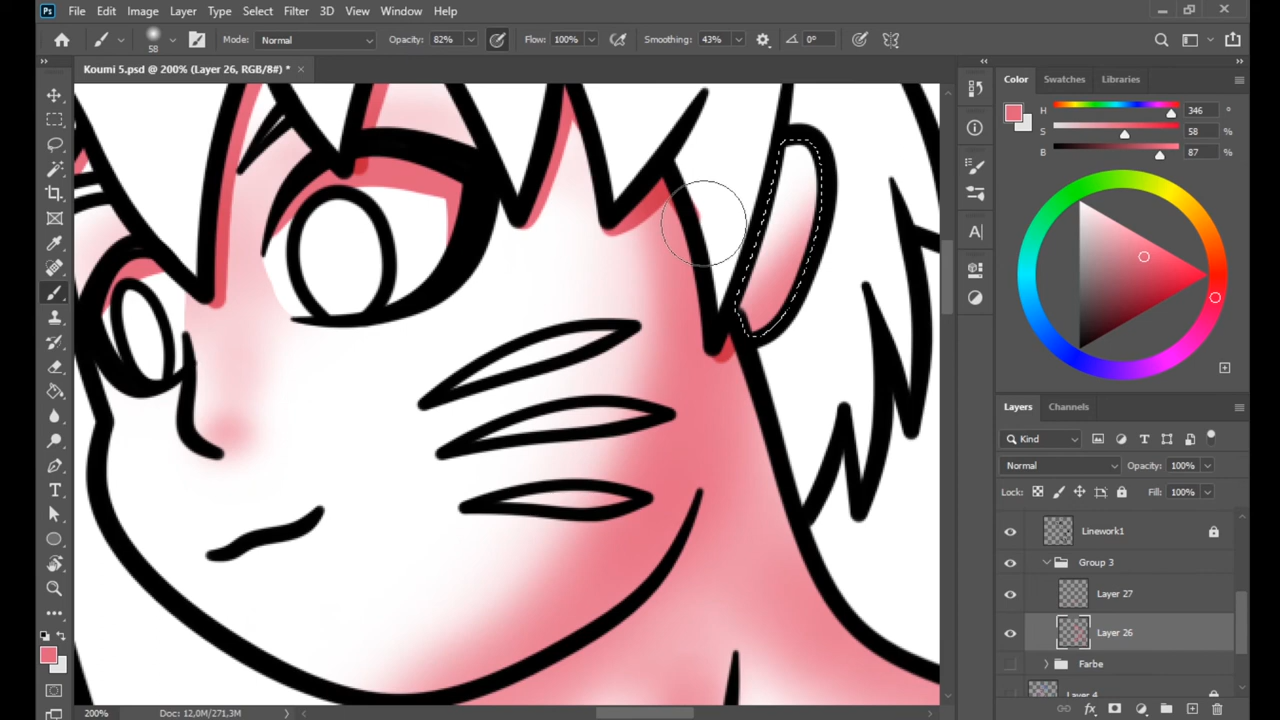 Ps File Edit Image Layer Type Select Filter 3D View Window Help
58 Mode: Normal Opacity: 82% Flow: 100% Smoothing: 43% 0°
Koumi 5.psd @ 200% (Layer 26, RGB/8#) * ×
Color Swatches Libraries
H 346 °
S 58 %
B 87 %
Layers Channels
Kind
Normal Opacity: 100%
Lock: Fill: 100%
Linework1
Group 3
Layer 27
Layer 26
Farbe
Layer 4
200% Doc: 12,0M/271,3M